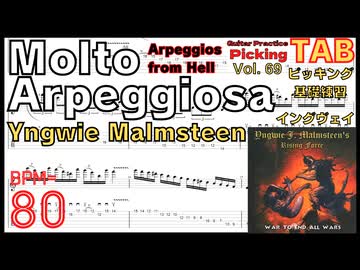 Molto
Arpeggios
from Hell
Guitar Practice
Picking
Vol. 69
TAB
ピッキング
基礎練習
イングヴェイ
Arpeggiosa
Yngwie Malmsteen
BPM=
80
Yngwie J. Malmsteen's
Rising Force
WAR TO END ALL WARS